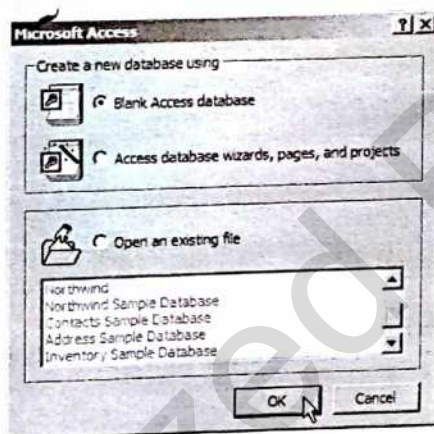 Microsoft Access
Create a new database using
Blank Access database
Access database wizards, pages, and projects
Open an existing file
Northwind
Northwind Sample Database
Contacts Sample Database
Address Sample Database
Inventory Sample Database
OK
Cancel